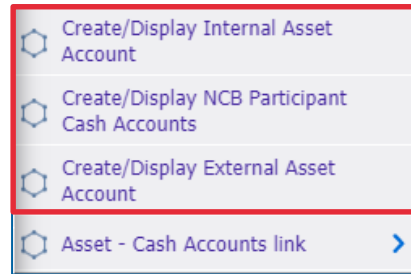 Create/Display Internal Asset
Account
Create/Display NCB Participant
Cash Accounts
Create/Display External Asset
Account
Asset - Cash Accounts link